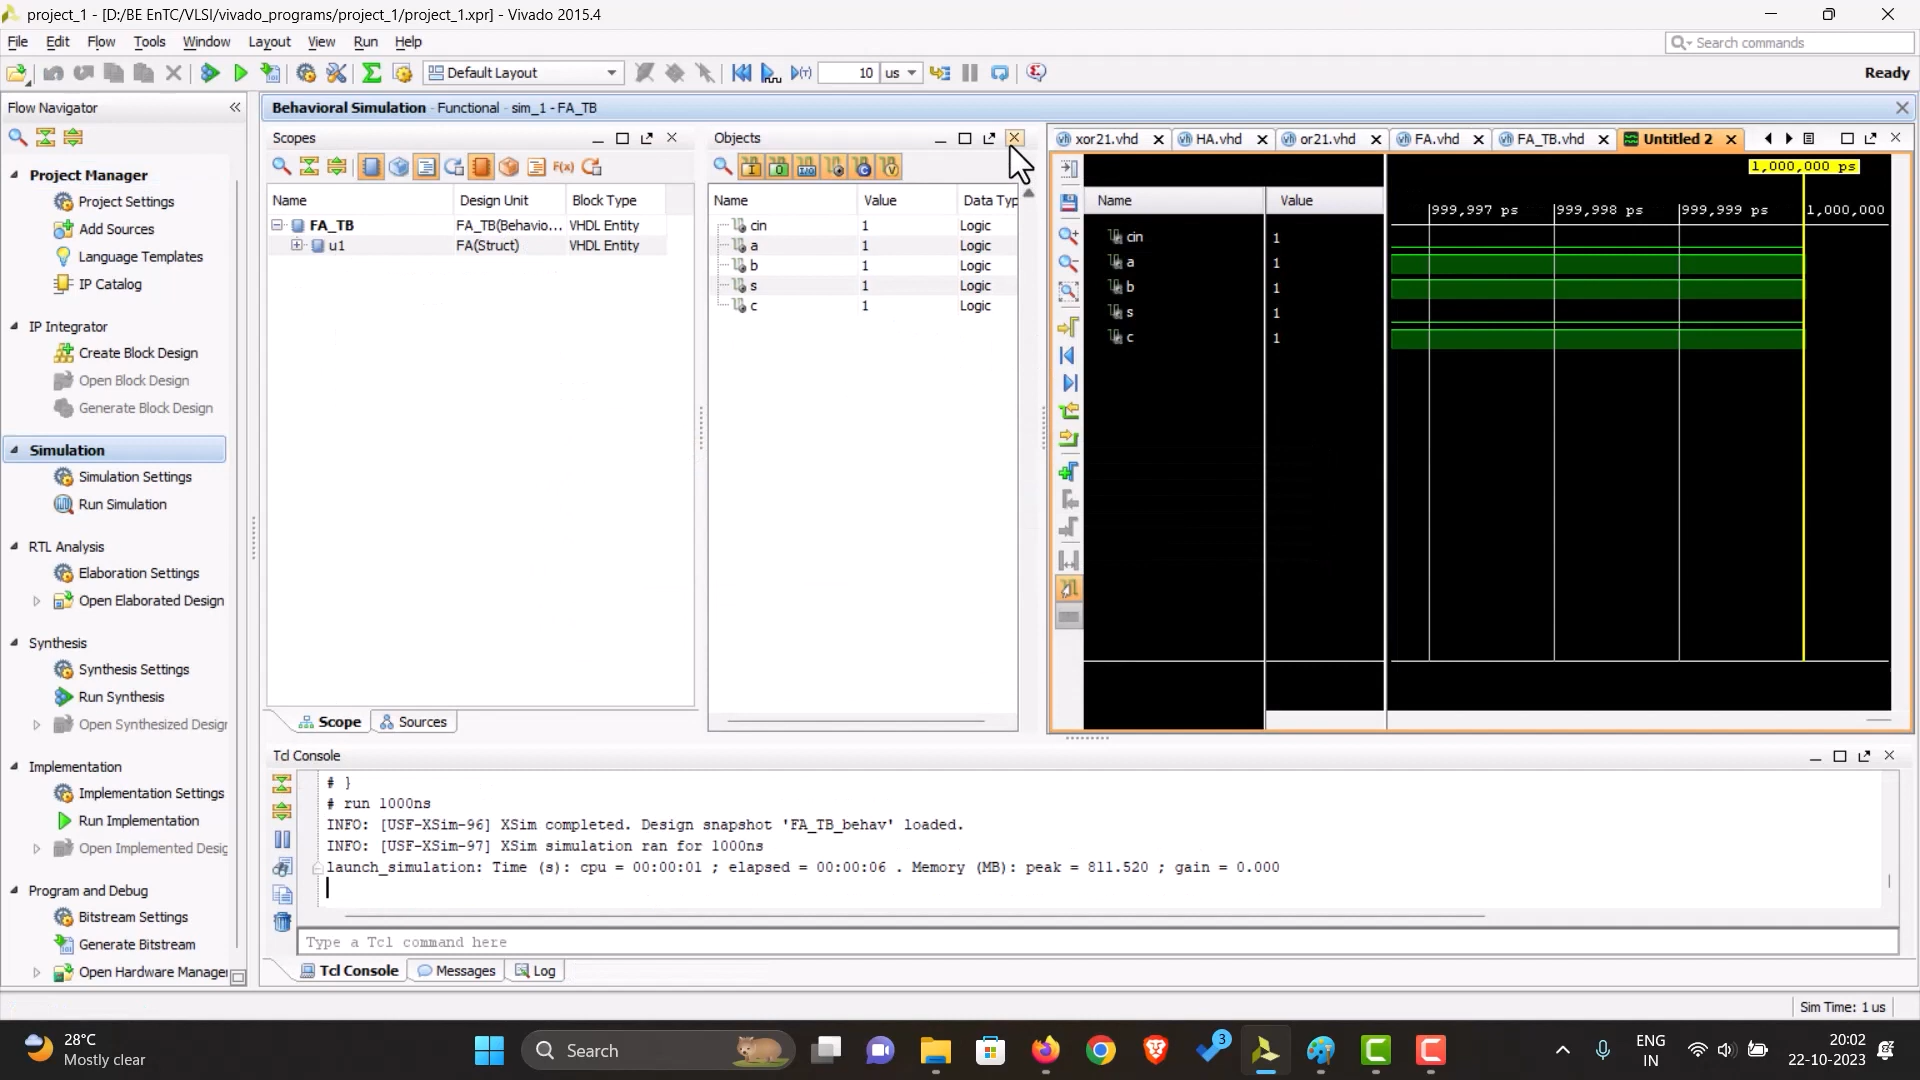 project_1 - [D:/BE EnTC/VLSI/vivado_programs/project_1/project_1.xpr] - Vivado 2015.4
File Edit Flow Tools Window Layout View Run Help
Search commands
Default Layout
10 us
Ready
Flow Navigator
Project Manager
Project Settings
Add Sources
Language Templates
IP Catalog
IP Integrator
Create Block Design
Open Block Design
Generate Block Design
Simulation
Simulation Settings
Run Simulation
RTL Analysis
Elaboration Settings
Open Elaborated Design
Synthesis
Synthesis Settings
Run Synthesis
Open Synthesized Desigr
Implementation
Implementation Settings
Run Implementation
Open Implemented Desig
Program and Debug
Bitstream Settings
Generate Bitstream
Open Hardware Manager
Behavioral Simulation - Functional - sim_1 - FA_TB
Scopes
F(x)
Name Design Unit Block Type
FA_TB FA_TB(Behavio... VHDL Entity
u1 FA(Struct) VHDL Entity
Scope Sources
Objects
Name Value Data Typ
cin 1 Logic
a 1 Logic
b 1 Logic
s 1 Logic
c 1 Logic
xor21.vhd HA.vhd or21.vhd FA.vhd FA_TB.vhd Untitled 2
1,000,000 ps
Name Value
999,997 ps 999,998 ps 999,999 ps 1,000,000
cin 1
a 1
b 1
s 1
c 1
Tcl Console
# }
# run 1000ns
INFO: [USF-XSim-96] XSim completed. Design snapshot 'FA_TB_behav' loaded.
INFO: [USF-XSim-97] XSim simulation ran for 1000ns
launch_simulation: Time (s): cpu = 00:00:01 ; elapsed = 00:00:06 . Memory (MB): peak = 811.520 ; gain = 0.000
Type a Tcl command here
Tcl Console Messages Log
Sim Time: 1 us
28°C
Mostly clear
Search
3
ENG
IN
20:02
22-10-2023